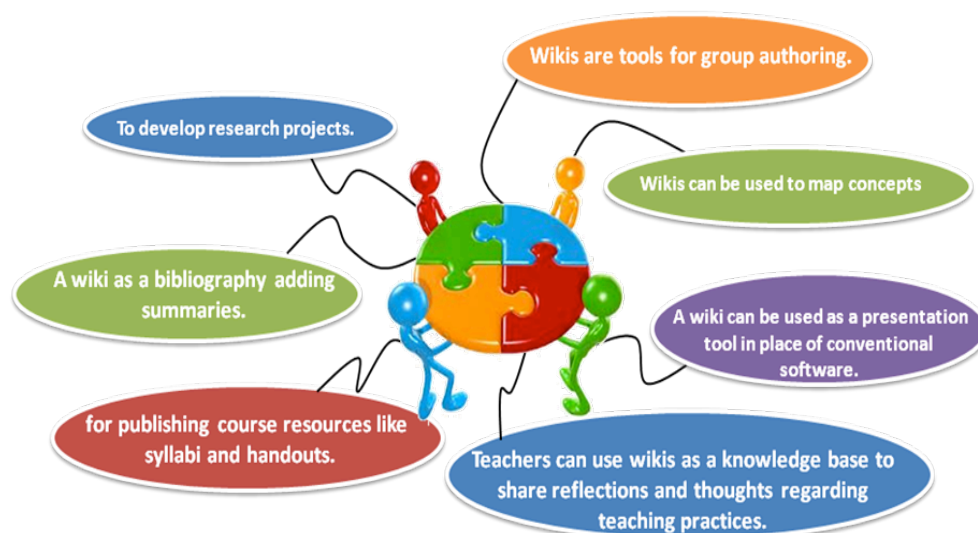 Wikis are tools for group authoring.
To develop research projects.
Wikis can be used to map concepts
A wiki as a bibliography adding
summaries.
A wiki can be used as a presentation
tool in place of conventional
software.
for publishing course resources like
syllabi and handouts.
Teachers can use wikis as a knowledge base to
share reflections and thoughts regarding
teaching practices.